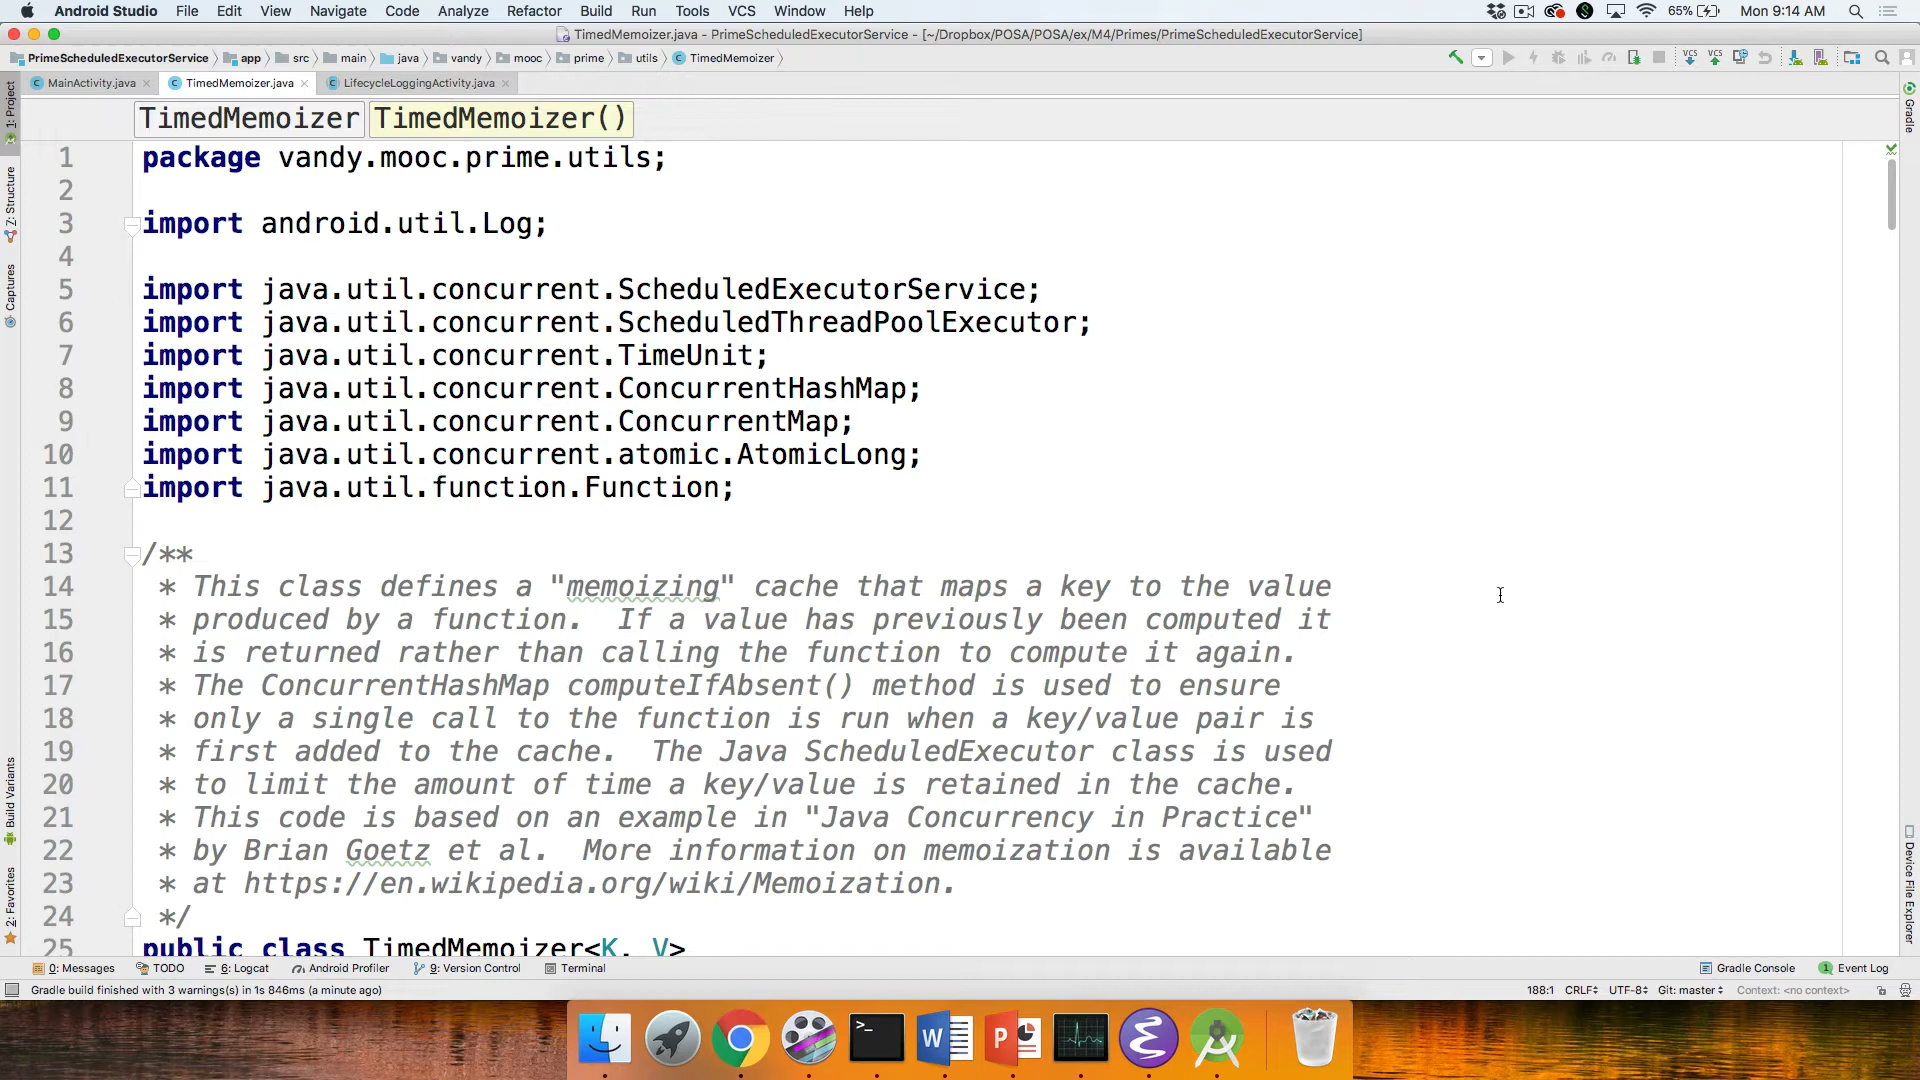 Android Studio File Edit View Navigate Code Analyze Refactor Build Run Tools VCS Window Help 65% Mon 9:14 AM
TimedMemoizer.java - PrimeScheduledExecutorService - [~/Dropbox/POSA/POSA/ex/M4/Primes/PrimeScheduledExecutorService]
PrimeScheduledExecutorService app src main java vandy mooc prime utils TimedMemoizer
MainActivity.java TimedMemoizer.java LifecycleLoggingActivity.java
TimedMemoizer TimedMemoizer()
1 package vandy.mooc.prime.utils;
2
3 import android.util.Log;
4
5 import java.util.concurrent.ScheduledExecutorService;
6 import java.util.concurrent.ScheduledThreadPoolExecutor;
7 import java.util.concurrent.TimeUnit;
8 import java.util.concurrent.ConcurrentHashMap;
9 import java.util.concurrent.ConcurrentMap;
10 import java.util.concurrent.atomic.AtomicLong;
11 import java.util.function.Function;
12
13 /**
14 * This class defines a "memoizing" cache that maps a key to the value
15 * produced by a function. If a value has previously been computed it
16 * is returned rather than calling the function to compute it again.
17 * The ConcurrentHashMap computeIfAbsent() method is used to ensure
18 * only a single call to the function is run when a key/value pair is
19 * first added to the cache. The Java ScheduledExecutor class is used
20 * to limit the amount of time a key/value is retained in the cache.
21 * This code is based on an example in "Java Concurrency in Practice"
22 * by Brian Goetz et al. More information on memoization is available
23 * at https://en.wikipedia.org/wiki/Memoization.
24 */
25 public class TimedMemoizer<K, V>
1: Project
7: Structure
Captures
Build Variants
2: Favorites
Gradle
Device File Explorer
0: Messages TODO 6: Logcat Android Profiler 9: Version Control Terminal Gradle Console 1 Event Log
Gradle build finished with 3 warnings(s) in 1s 846ms (a minute ago) 188:1 CRLF UTF-8 Git: master Context: <no context>